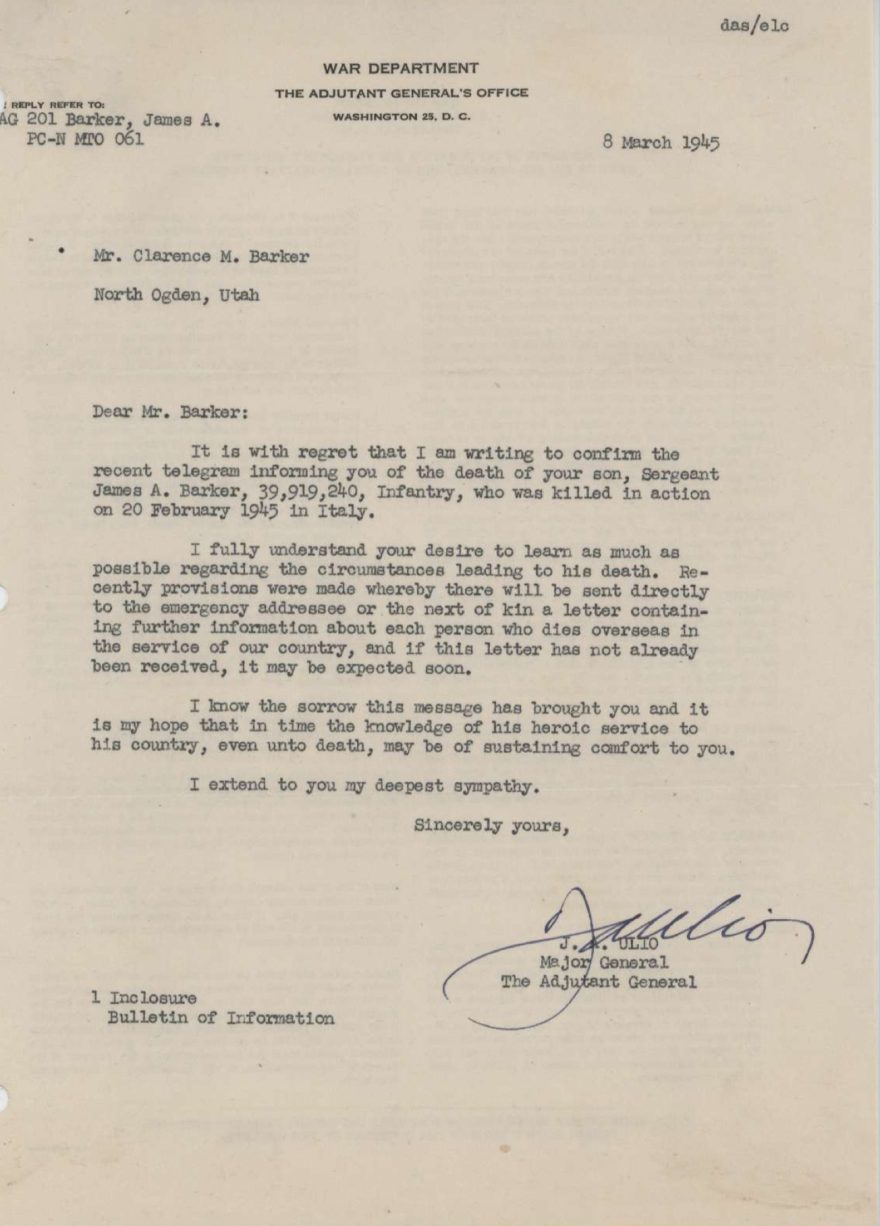 das/elc
WAR DEPARTMENT
THE ADJUTANT GENERAL'S OFFICE
WASHINGTON 25, D. C.
REPLY REFER TO:
AG 201 Barker, James A.
PC-N MTO 061
8 March 1945
Mr. Clarence M. Barker
North Ogden, Utah
Dear Mr. Barker:
It is with regret that I am writing to confirm the
recent telegram informing you of the death of your son, Sergeant
James A. Barker, 39,919,240, Infantry, who was killed in action
on 20 February 1945 in Italy.
I fully understand your desire to learn as much as
possible regarding the circumstances leading to his death. Re-
cently provisions were made whereby there will be sent directly
to the emergency addressee or the next of kin a letter contain-
ing further information about each person who dies overseas in
the service of our country, and if this letter has not already
been received, it may be expected soon.
I know the sorrow this message has brought you and it
is my hope that in time the knowledge of his heroic service to
his country, even unto death, may be of sustaining comfort to you.
I extend to you my deepest sympathy.
Sincerely yours,
J. ULIO
Major General
The Adjutant General
1 Inclosure
Bulletin of Information